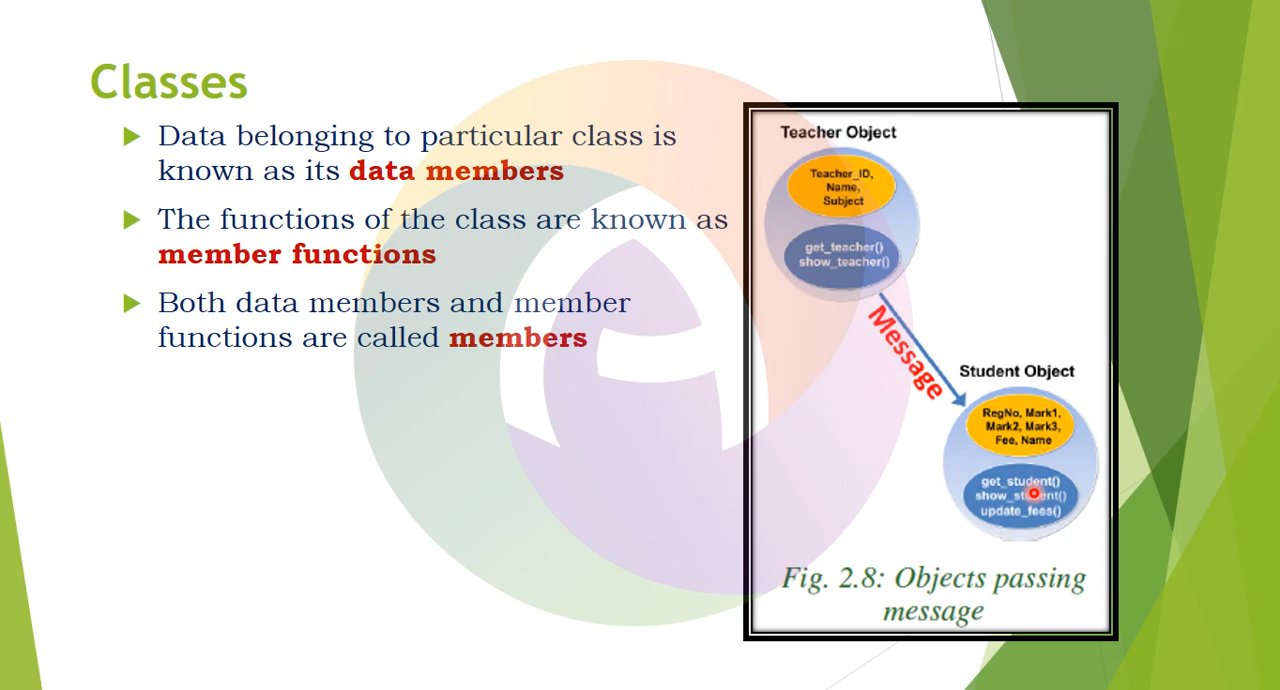 Classes
Data belonging to particular class is
known as its data members
The functions of the class are known as
member functions
Both data members and member
functions are called members
Teacher Object
Teacher_ID,
Name,
Subject
get_teacher()
show_teacher()
Message
Student Object
RegNo, Mark1,
Mark2, Mark3,
Fee, Name
get_student()
show_student()
update_fees()
Fig. 2.8: Objects passing
message